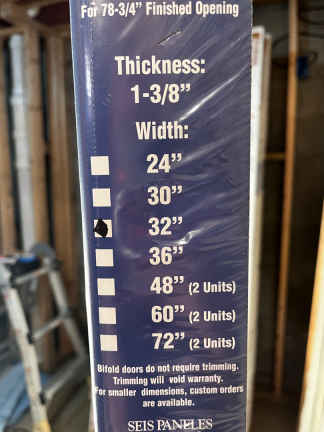 For 78-3/4” Finished Opening
Thickness:
1-3/8”
Width:
24”
30”
32”
36”
48” (2 Units)
60” (2 Units)
72” (2 Units)
Bifold doors do not require trimming.
Trimming will void warranty.
For smaller dimensions, custom orders
are available.
SEIS PANELES